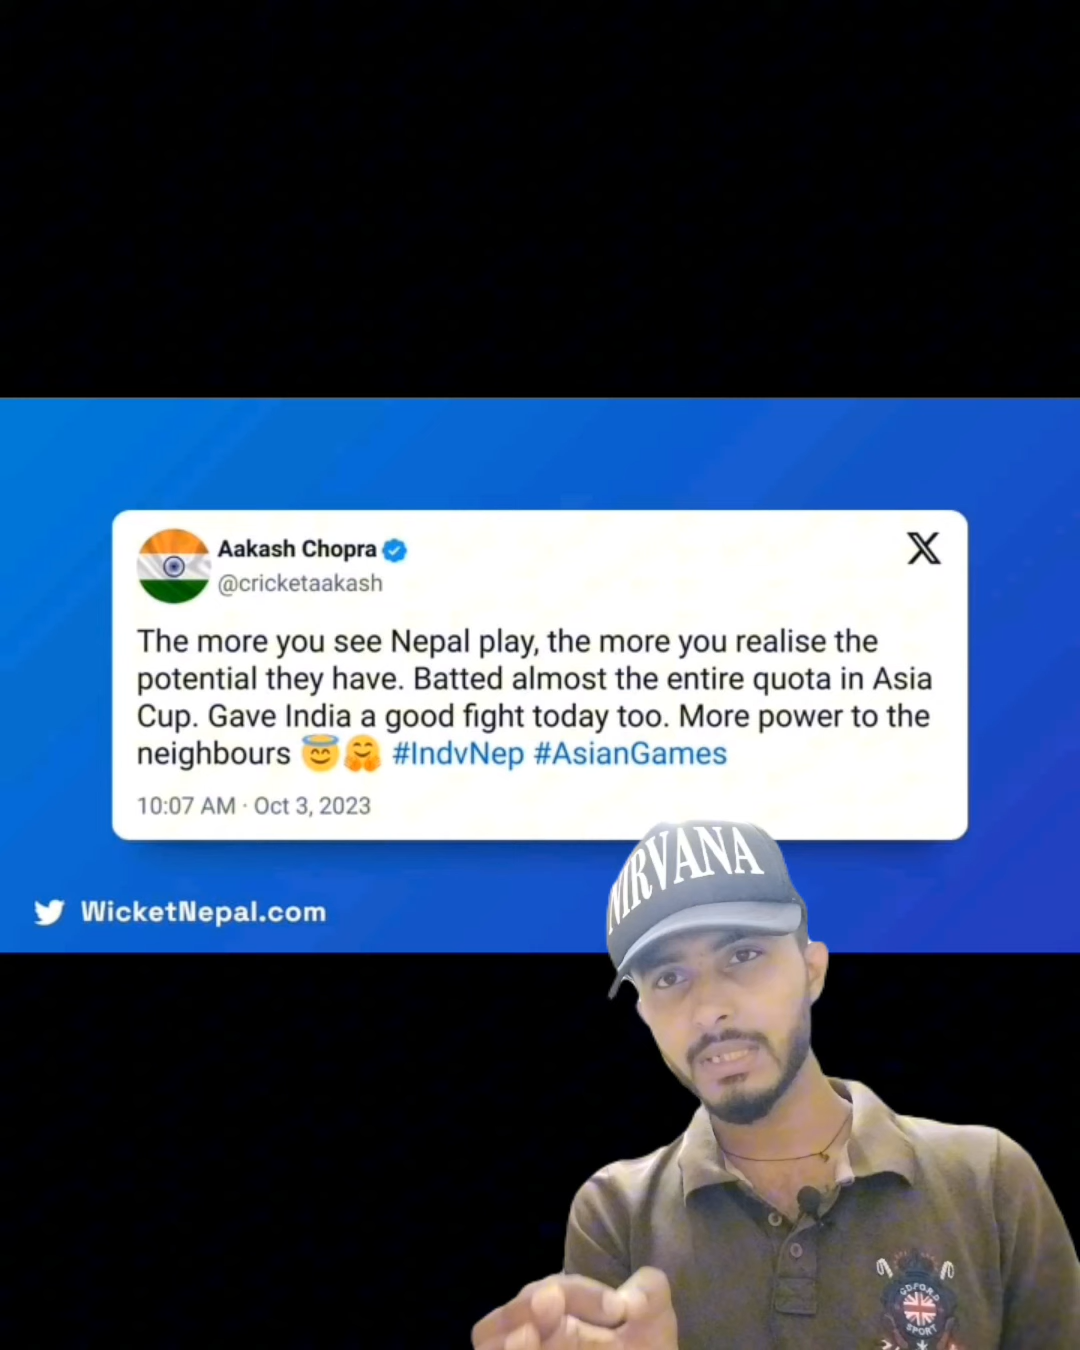 Aakash Chopra
@cricketaakash
The more you see Nepal play, the more you realise the
potential they have. Batted almost the entire quota in Asia
Cup. Gave India a good fight today too. More power to the
neighbours 😇🤗 #IndvNep #AsianGames
10:07 AM · Oct 3, 2023
WicketNepal.com
NIRVANA
OXFORD
SPORT